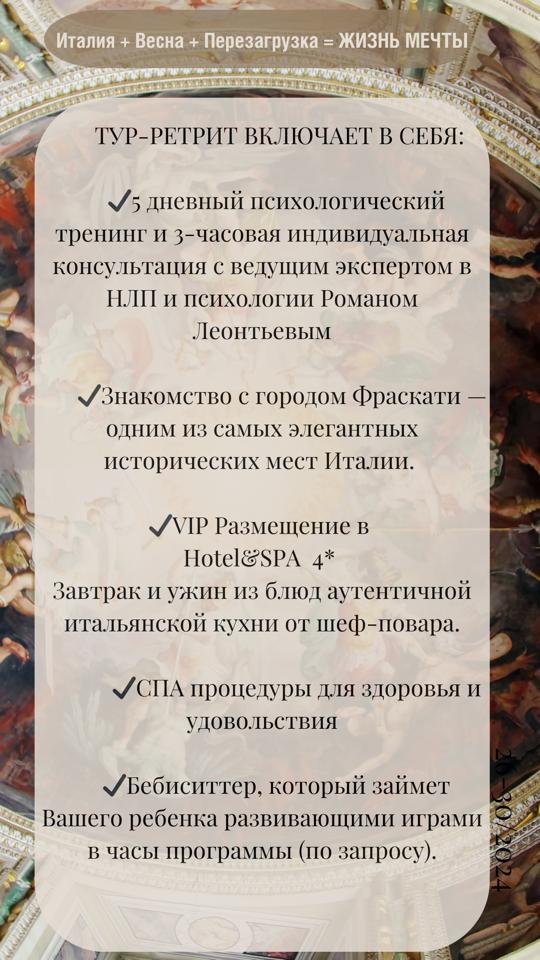 Италия + Весна + Перезагрузка = ЖИЗНЬ МЕЧТЫ
ТУР-РЕТРИТ ВКЛЮЧАЕТ В СЕБЯ:
✔5 дневный психологический
тренинг и 3-часовая индивидуальная
консультация с ведущим экспертом в
НЛП и психологии Романом
Леонтьевым
✔Знакомство с городом Фраскати —
одним из самых элегантных
исторических мест Италии.
✔VIP Размещение в
Hotel&SPA 4*
Завтрак и ужин из блюд аутентичной
итальянской кухни от шеф-повара.
✔СПА процедуры для здоровья и
удовольствия
✔Бебиситтер, который займет
Вашего ребенка развивающими играми
в часы программы (по запросу).